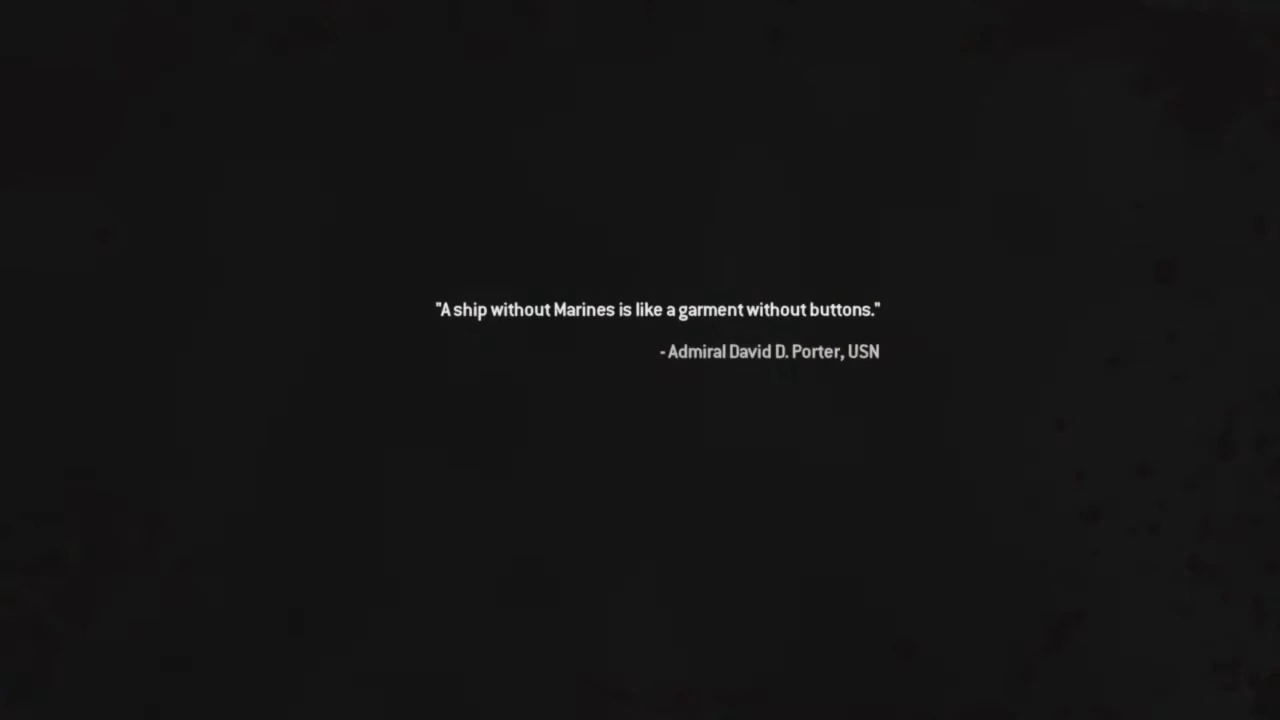 "A ship without Marines is like a garment without buttons."
- Admiral David D. Porter, USN